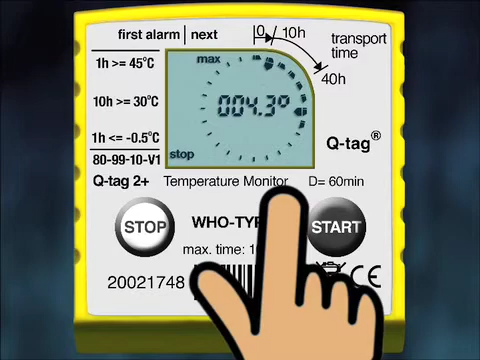 first alarm | next
0 / 10h
transport
time
40h
1h >= 45°C
10h >= 30°C
1h <= -0.5°C
80-99-10-V1
max
004.3°
stop
Q-tag®
Q-tag 2+ Temperature Monitor D= 60min
STOP
WHO-TYP
START
max. time:
20021748
CE